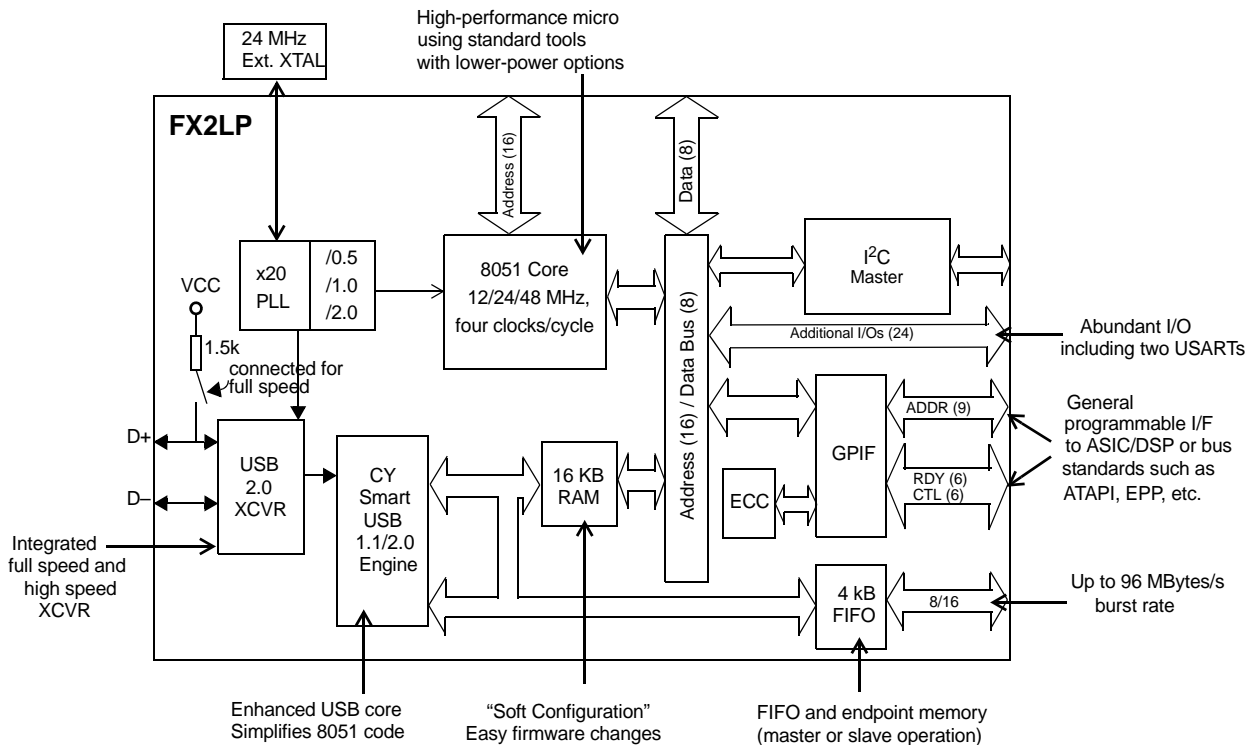 High-performance micro
using standard tools
with lower-power options
24 MHz
Ext. XTAL
FX2LP
Address (16)
Data (8)
x20
PLL
/0.5
/1.0
/2.0
8051 Core
12/24/48 MHz,
four clocks/cycle
I²C
Master
VCC
1.5k
connected for
full speed
Address (16) / Data Bus (8)
Additional I/Os (24)
Abundant I/O
including two USARTs
ADDR (9)
General
programmable I/F
to ASIC/DSP or bus
standards such as
ATAPI, EPP, etc.
GPIF
RDY (6)
CTL (6)
ECC
D+
D–
USB
2.0
XCVR
CY
Smart
USB
1.1/2.0
Engine
16 KB
RAM
Integrated
full speed and
high speed
XCVR
4 kB
FIFO
8/16
Up to 96 MBytes/s
burst rate
Enhanced USB core
Simplifies 8051 code
“Soft Configuration”
Easy firmware changes
FIFO and endpoint memory
(master or slave operation)